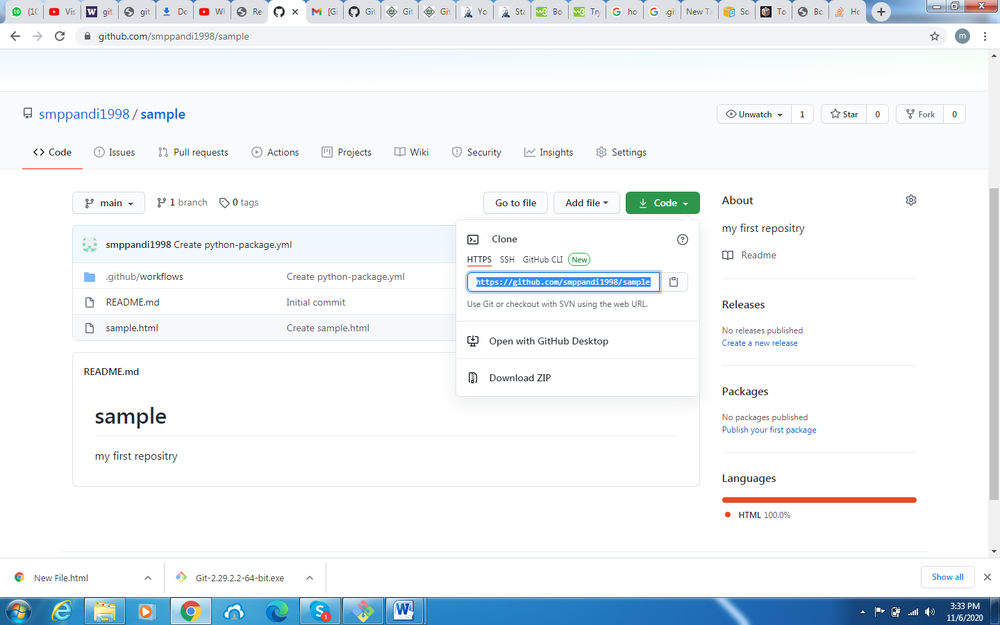 (10 Vis git git Do Wh Re [Gi Git Git Git Yo Sta Bo Try ho .git New Ta So To Bo Ho
github.com/smppandi1998/sample
m
smppandi1998 / sample
Unwatch 1 Star 0 Fork 0
Code Issues Pull requests Actions Projects Wiki Security Insights Settings
main 1 branch 0 tags Go to file Add file Code
smppandi1998 Create python-package.yml
.github/workflows Create python-package.yml
README.md Initial commit
sample.html Create sample.html
Clone
HTTPS SSH GitHub CLI New
https://github.com/smppandi1998/sample
Use Git or checkout with SVN using the web URL.
Open with GitHub Desktop
Download ZIP
README.md
sample
my first repositry
About
my first repositry
Readme
Releases
No releases published
Create a new release
Packages
No packages published
Publish your first package
Languages
HTML 100.0%
New File.html Git-2.29.2.2-64-bit.exe Show all
3:33 PM
11/6/2020